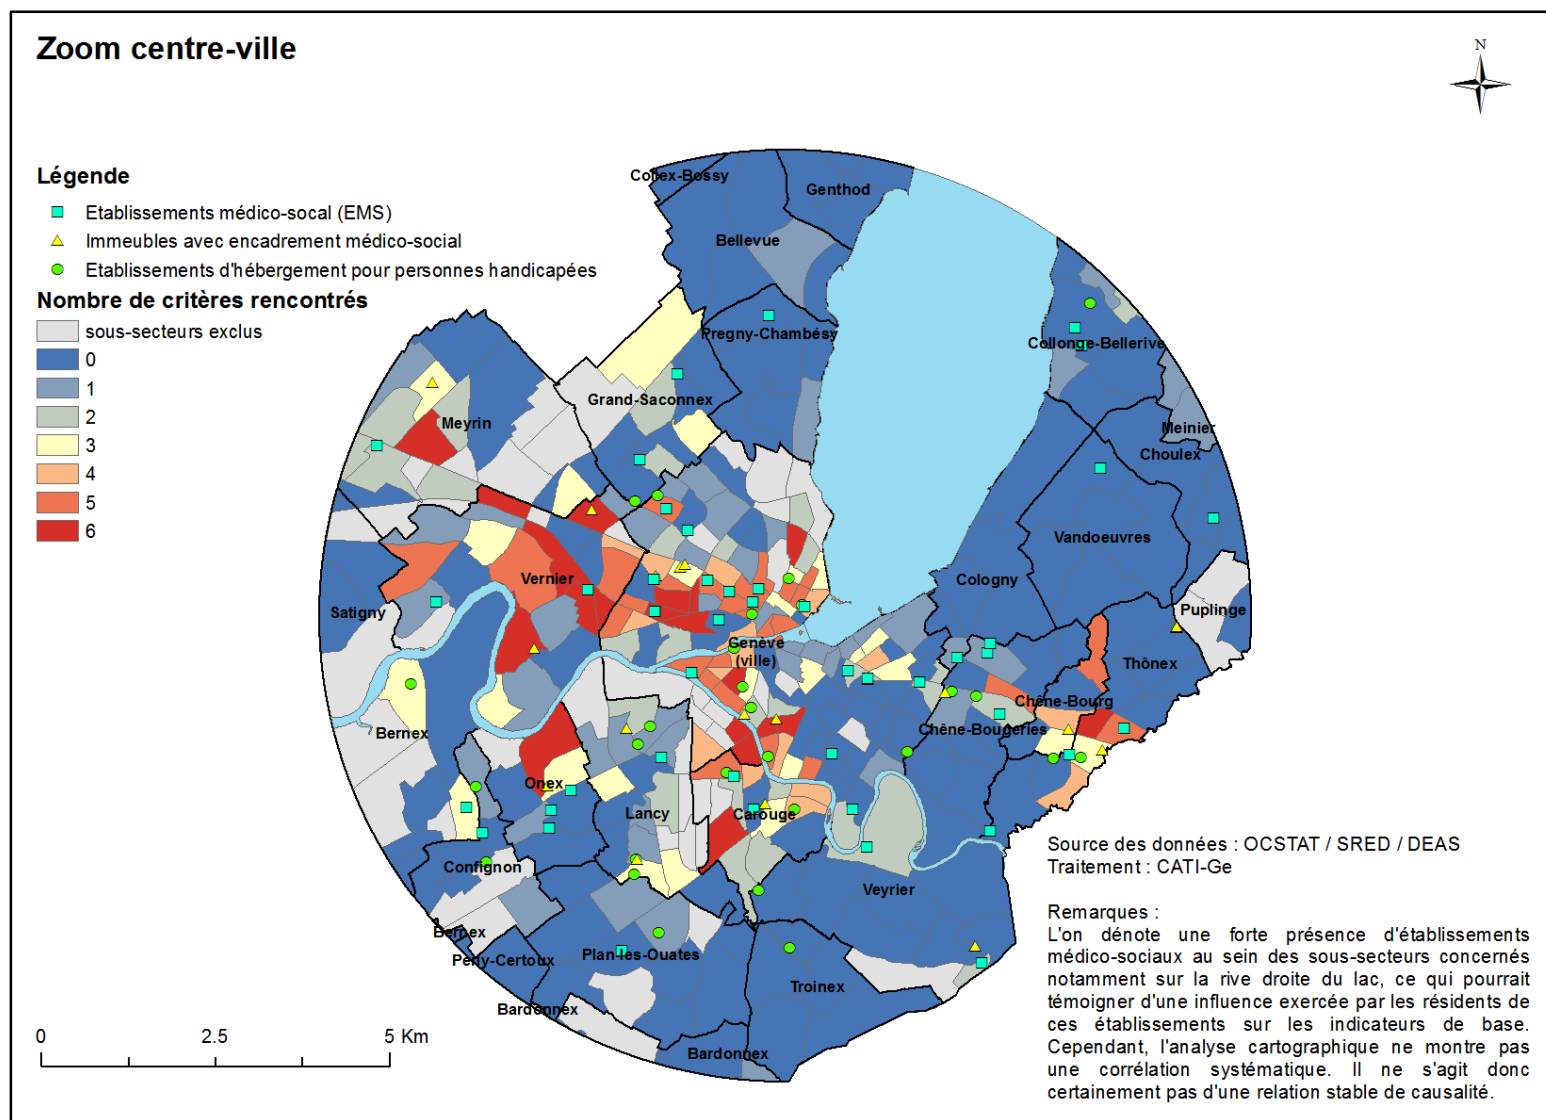 Zoom centre-ville
N
Légende
Etablissements médico-socal (EMS)
Immeubles avec encadrement médico-social
Etablissements d'hébergement pour personnes handicapées
Nombre de critères rencontrés
sous-secteurs exclus
0
1
2
3
4
5
6
Collex-Bossy
Genthod
Bellevue
Pregny-Chambésy
Collonge-Bellerive
Grand-Saconnex
Meyrin
Meinier
Choulex
Vandoeuvres
Vernier
Cologny
Satigny
Puplinge
Genève
(ville)
Thônex
Chêne-Bourg
Bernex
Chêne-Bougeries
Onex
Lancy
Carouge
Confignon
Veyrier
Bernex
Perly-Certoux
Plan-les-Ouates
Troinex
Bardonnex
Bardonnex
Source des données : OCSTAT / SRED / DEAS
Traitement : CATI-Ge
Remarques :
L'on dénote une forte présence d'établissements
médico-sociaux au sein des sous-secteurs concernés
notamment sur la rive droite du lac, ce qui pourrait
témoigner d'une influence exercée par les résidents de
ces établissements sur les indicateurs de base.
Cependant, l'analyse cartographique ne montre pas
une corrélation systématique. Il ne s'agit donc
certainement pas d'une relation stable de causalité.
0 2.5 5 Km